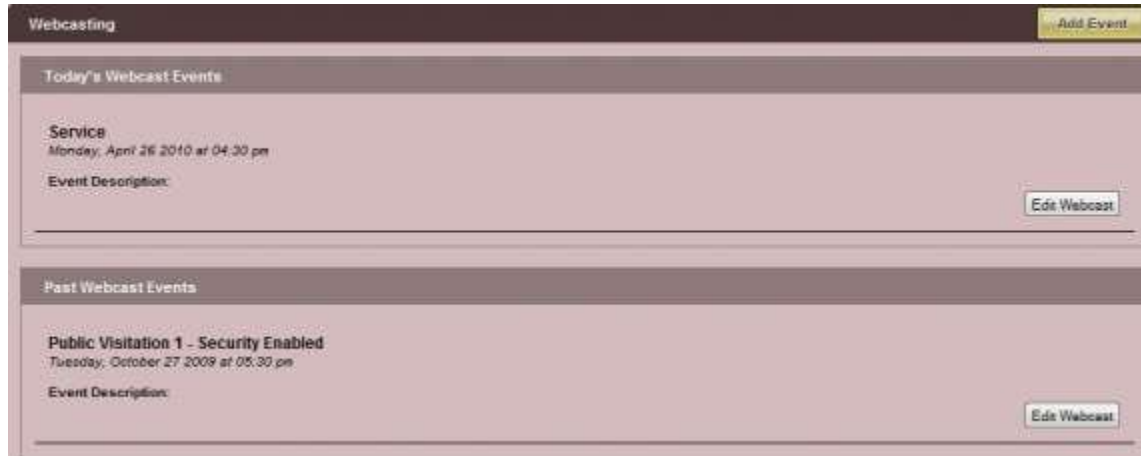 Webcasting
Add Event
Today's Webcast Events
Service
Monday, April 26 2010 at 04:30 pm
Event Description:
Edit Webcast
Past Webcast Events
Public Visitation 1 - Security Enabled
Tuesday, October 27 2009 at 05:30 pm
Event Description:
Edit Webcast